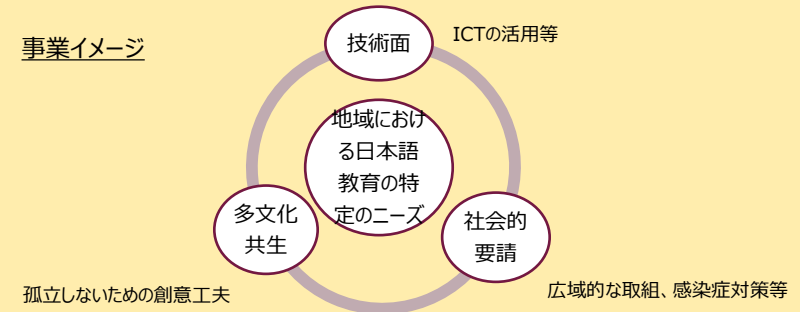 事業イメージ
技術面
ICTの活用等
地域におけ
る日本語
教育の特
定のニーズ
多文化
共生
社会的
要請
孤立しないための創意工夫
広域的な取組、感染症対策等